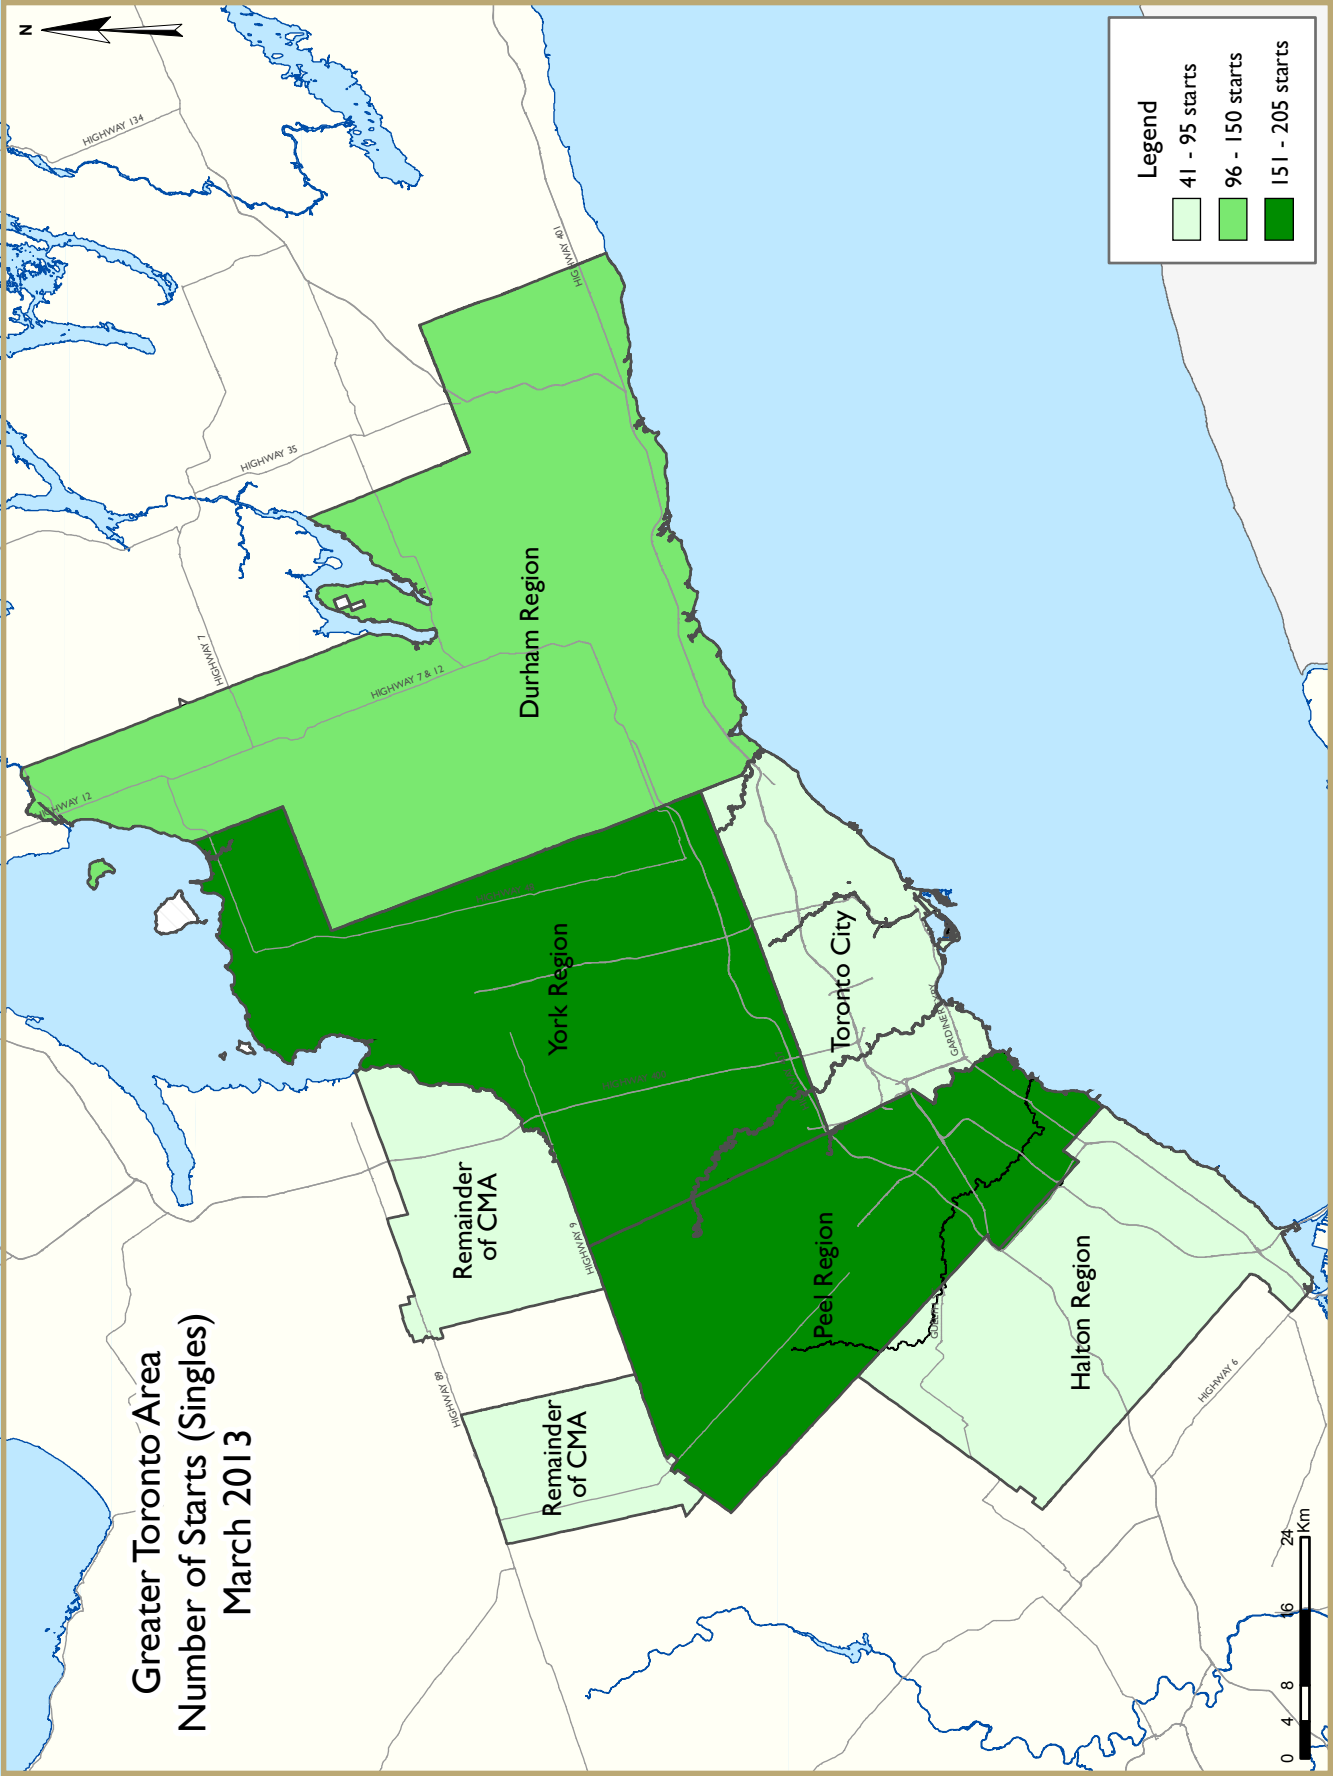 Greater Toronto Area
Number of Starts (Singles)
March 2013
N
Legend
41 - 95 starts
96 - 150 starts
151 - 205 starts
HIGHWAY 134
HIGHWAY 401
HIGHWAY 35
HIGHWAY 7
HIGHWAY 7 & 12
HIGHWAY 12
Durham Region
York Region
Toronto City
GARDINER
Remainder
of CMA
HIGHWAY 9
Peel Region
Remainder
of CMA
HIGHWAY 89
Halton Region
HIGHWAY 6
0 4 8 16 24
Km